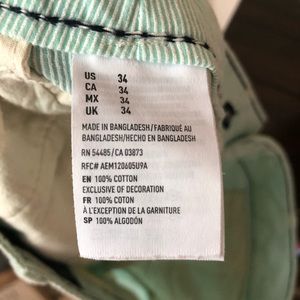 US 34
CA 34
MX 34
UK 34
MADE IN BANGLADESH/FABRIQUÉ AU
BANGLADESH/HECHO EN BANGLADESH
RN 54485/CA 03873
RFC# AEM120605U9A
EN 100% COTTON
EXCLUSIVE OF DECORATION
FR 100% COTON
À L'EXCEPTION DE LA GARNITURE
SP 100% ALGODÓN